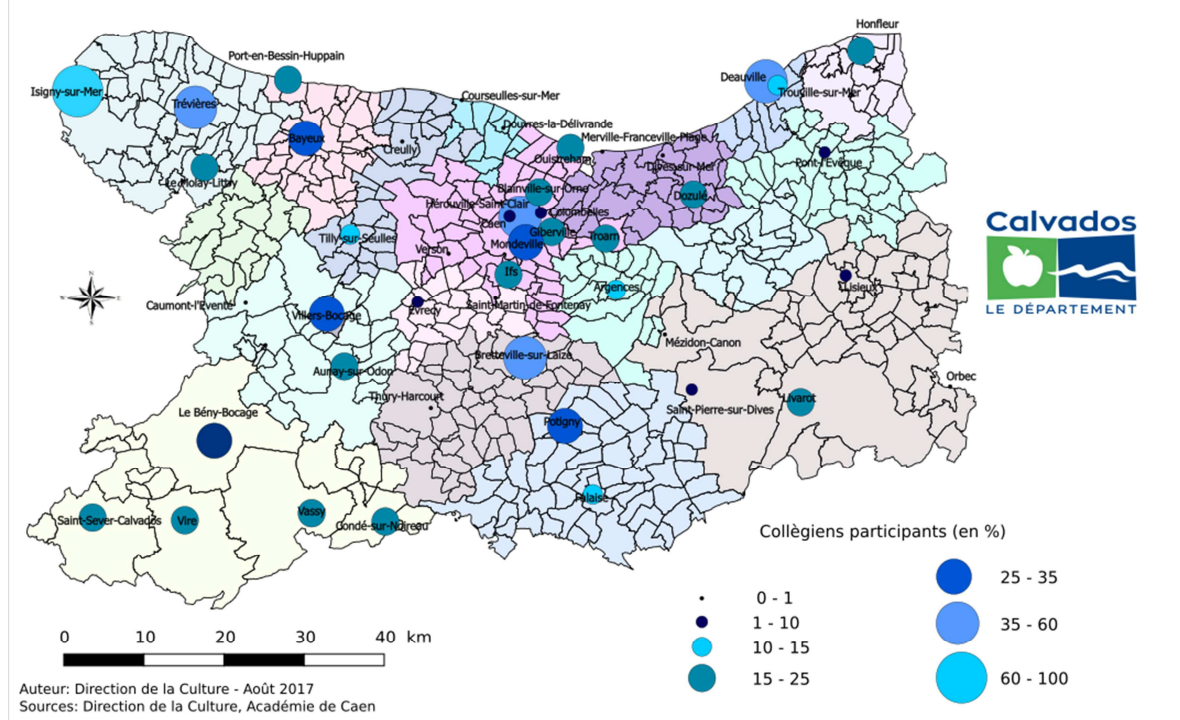 Honfleur
Port-en-Bessin-Huppain
Deauville
Isigny-sur-Mer
Trouville-sur-Mer
Courseulles-sur-Mer
Trévières
Douvres-la-Délivrande
Bayeux
Merville-Franceville-Plage
Creully
Ouistreham
Dives-sur-Mer
Pont-l'Evêque
Le Molay-Littry
Blainville-sur-Orne
Dozulé
Hérouville-Saint-Clair
Colombelles
Caen
Giberville
Troarn
Tilly-sur-Seulles
Verson
Mondeville
Calvados
LE DÉPARTEMENT
Ifs
Argences
Lisieux
N
Caumont-l'Eventé
Saint-Martin-de-Fontenay
Villers-Bocage
Evrecy
Mézidon-Canon
Bretteville-sur-Laize
Aunay-sur-Odon
Orbec
Thury-Harcourt
Livarot
Le Bény-Bocage
Saint-Pierre-sur-Dives
Potigny
Falaise
Saint-Sever-Calvados
Vire
Vassy
Condé-sur-Noireau
Collègiens participants (en %)
0 - 1
1 - 10
10 - 15
15 - 25
25 - 35
35 - 60
60 - 100
0 10 20 30 40 km
Auteur: Direction de la Culture - Août 2017
Sources: Direction de la Culture, Académie de Caen